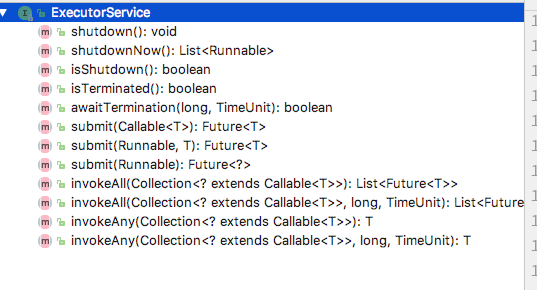 ExecutorService
shutdown(): void
shutdownNow(): List<Runnable>
isShutdown(): boolean
isTerminated(): boolean
awaitTermination(long, TimeUnit): boolean
submit(Callable<T>): Future<T>
submit(Runnable, T): Future<T>
submit(Runnable): Future<?>
invokeAll(Collection<? extends Callable<T>>): List<Future<T>>
invokeAll(Collection<? extends Callable<T>>, long, TimeUnit): List<Future
invokeAny(Collection<? extends Callable<T>>): T
invokeAny(Collection<? extends Callable<T>>, long, TimeUnit): T